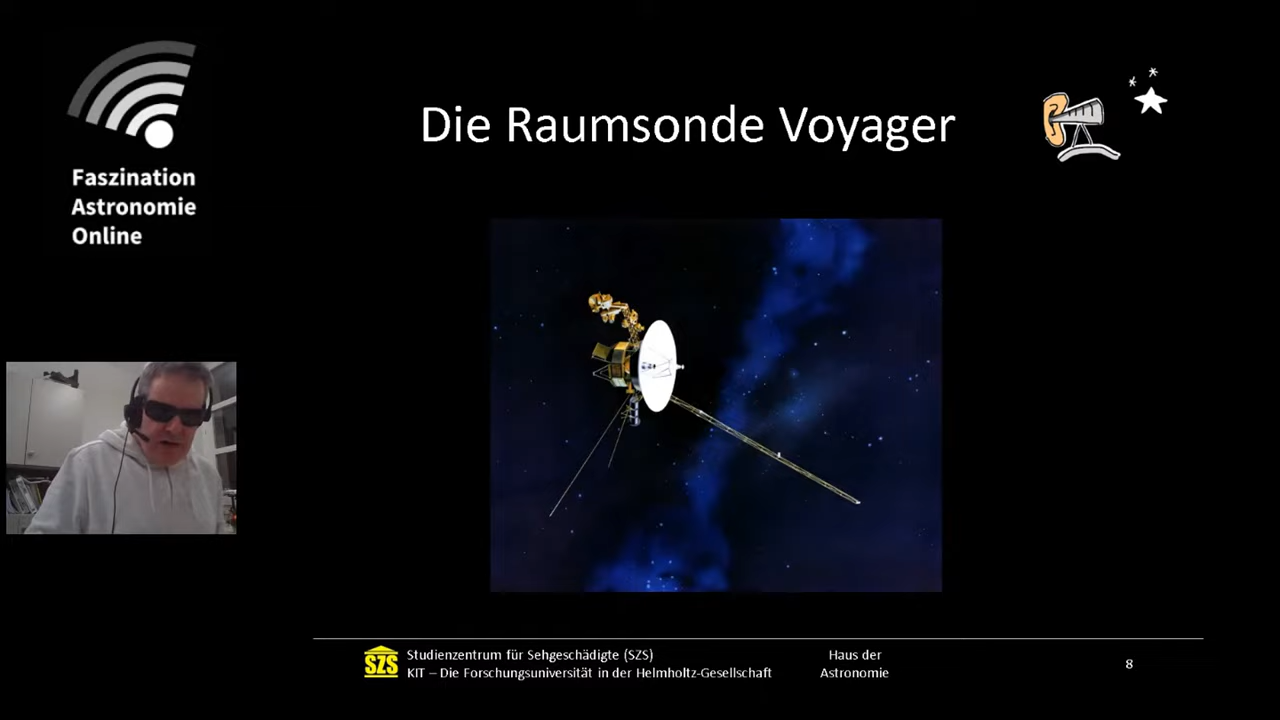 Faszination
Astronomie
Online
Die Raumsonde Voyager
SZS
Studienzentrum für Sehgeschädigte (SZS)
KIT – Die Forschungsuniversität in der Helmholtz-Gesellschaft
Haus der
Astronomie
8